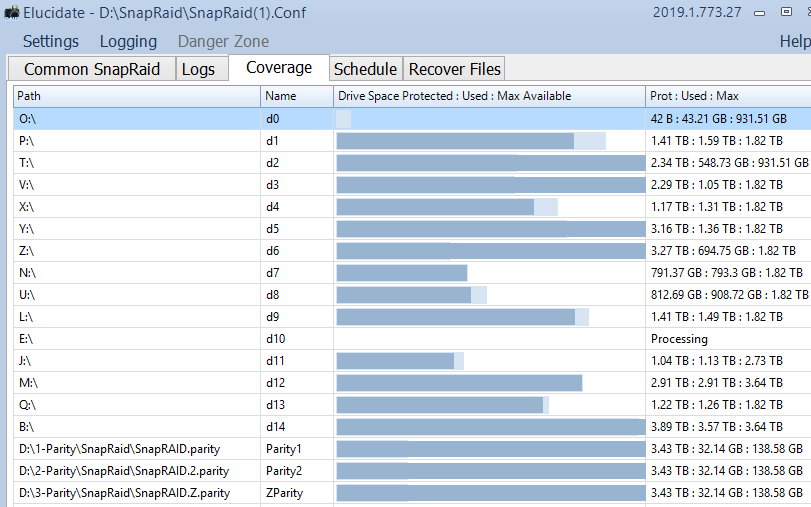 Elucidate - D:\SnapRaid\SnapRaid(1).Conf 2019.1.773.27
Settings Logging Danger Zone Help
Common SnapRaid Logs Coverage Schedule Recover Files
Path Name Drive Space Protected : Used : Max Available Prot : Used : Max
O:\ d0 42 B : 43.21 GB : 931.51 GB
P:\ d1 1.41 TB : 1.59 TB : 1.82 TB
T:\ d2 2.34 TB : 548.73 GB : 931.51 GB
V:\ d3 2.29 TB : 1.05 TB : 1.82 TB
X:\ d4 1.17 TB : 1.31 TB : 1.82 TB
Y:\ d5 3.16 TB : 1.36 TB : 1.82 TB
Z:\ d6 3.27 TB : 694.75 GB : 1.82 TB
N:\ d7 791.37 GB : 793.3 GB : 1.82 TB
U:\ d8 812.69 GB : 908.72 GB : 1.82 TB
L:\ d9 1.41 TB : 1.49 TB : 1.82 TB
E:\ d10 Processing
J:\ d11 1.04 TB : 1.13 TB : 2.73 TB
M:\ d12 2.91 TB : 2.91 TB : 3.64 TB
Q:\ d13 1.22 TB : 1.26 TB : 1.82 TB
B:\ d14 3.89 TB : 3.57 TB : 3.64 TB
D:\1-Parity\SnapRaid\SnapRAID.parity Parity1 3.43 TB : 32.14 GB : 138.58 GB
D:\2-Parity\SnapRaid\SnapRAID.2.parity Parity2 3.43 TB : 32.14 GB : 138.58 GB
D:\3-Parity\SnapRaid\SnapRAID.Z.parity ZParity 3.43 TB : 32.14 GB : 138.58 GB